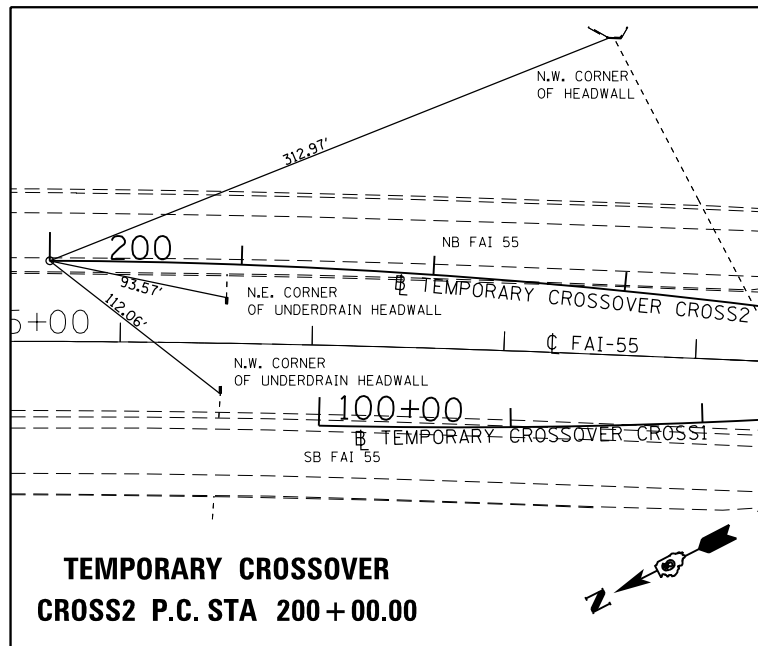 N.W. CORNER
OF HEADWALL
312.97'
200
NB FAI 55
93.57'
N.E. CORNER
OF UNDERDRAIN HEADWALL
℄ TEMPORARY CROSSOVER CROSS2
112.06'
5+00
℄ FAI-55
N.W. CORNER
OF UNDERDRAIN HEADWALL
100+00
TEMPORARY CROSSOVER CROSS1
SB FAI 55
N
TEMPORARY CROSSOVER
CROSS2 P.C. STA 200+00.00